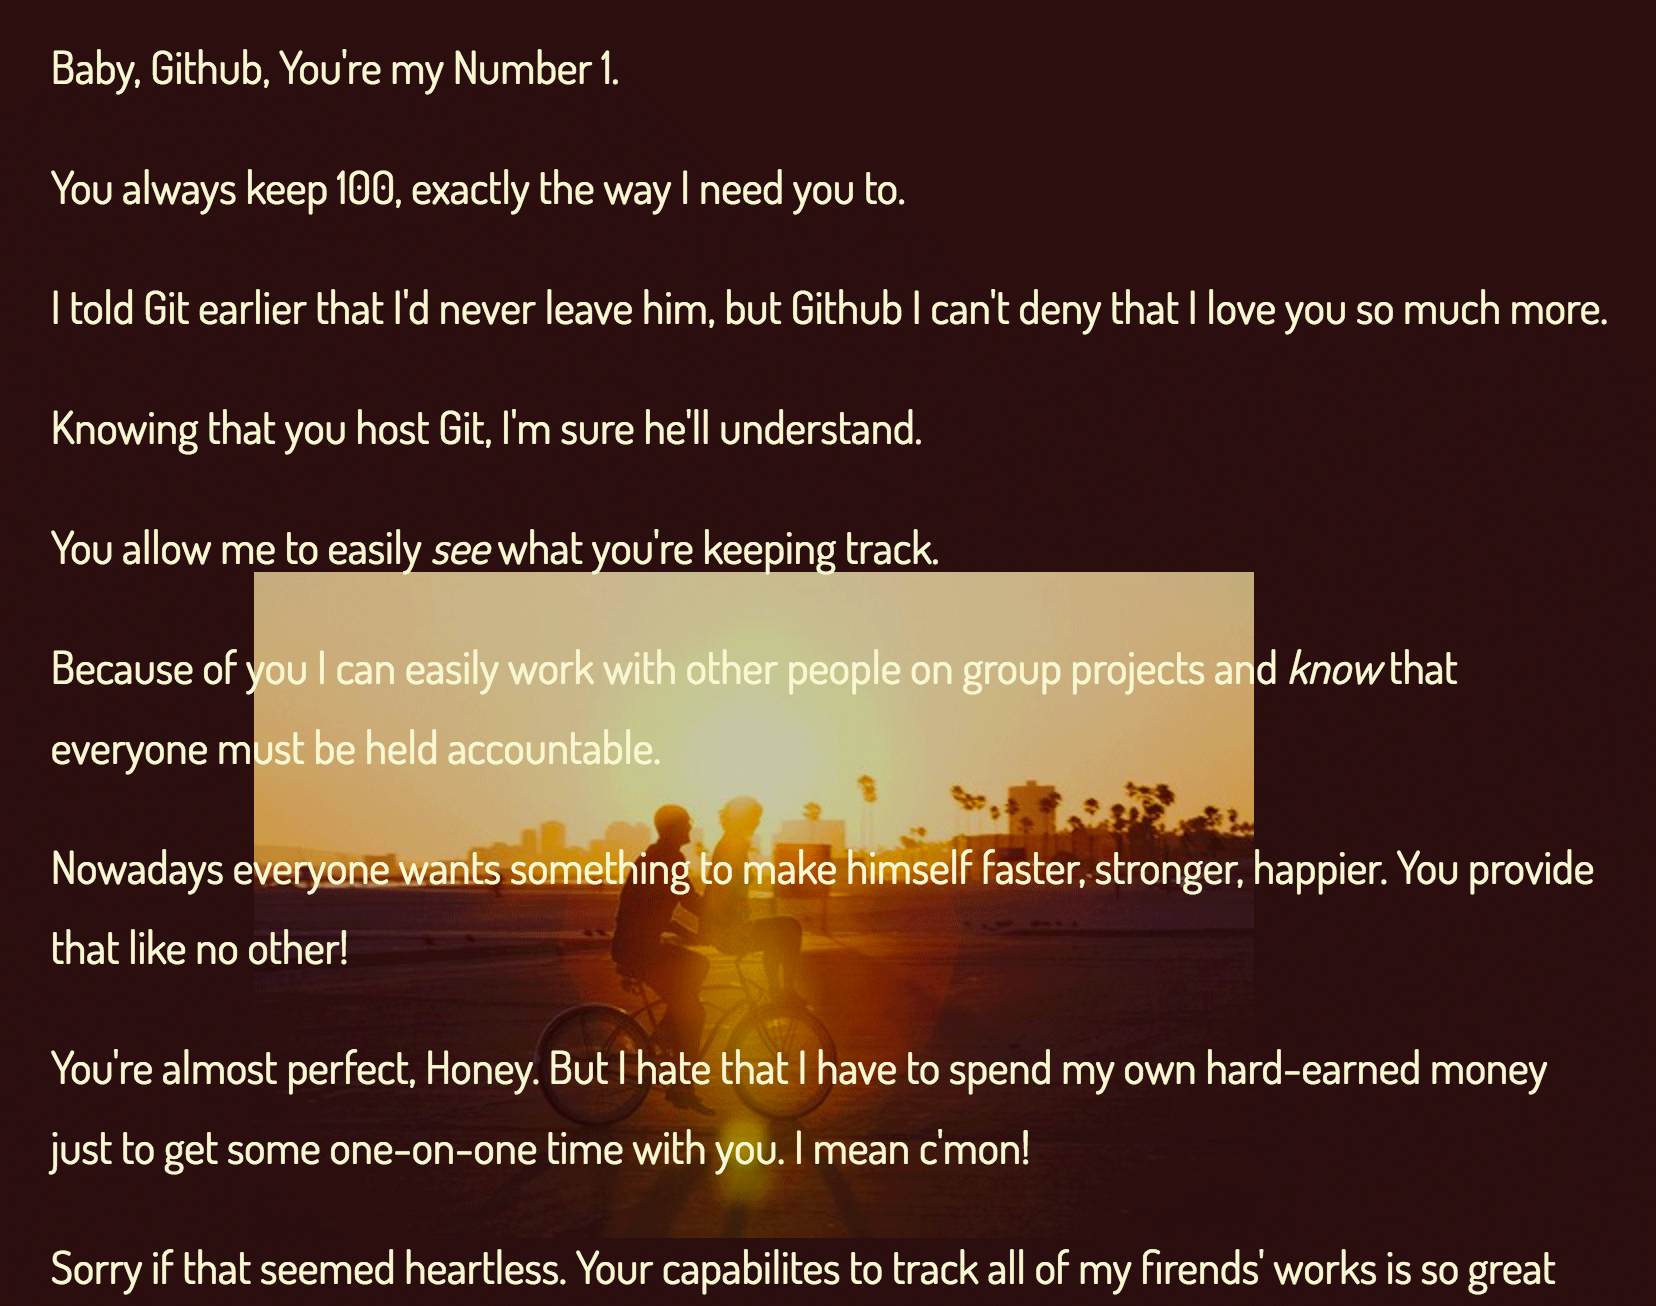 Baby, Github, You're my Number 1.
You always keep 100, exactly the way I need you to.
I told Git earlier that I'd never leave him, but Github I can't deny that I love you so much more.
Knowing that you host Git, I'm sure he'll understand.
You allow me to easily see what you're keeping track.
Because of you I can easily work with other people on group projects and know that
everyone must be held accountable.
Nowadays everyone wants something to make himself faster, stronger, happier. You provide
that like no other!
You're almost perfect, Honey. But I hate that I have to spend my own hard-earned money
just to get some one-on-one time with you. I mean c'mon!
Sorry if that seemed heartless. Your capabilites to track all of my firends' works is so great